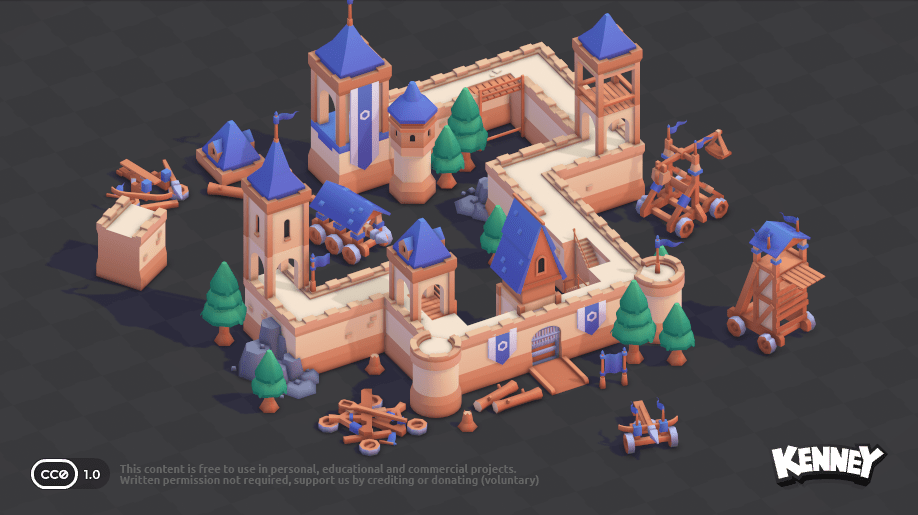 CC0 1.0
This content is free to use in personal, educational and commercial projects.
Written permission not required, support us by crediting or donating (voluntary)
KENNEY